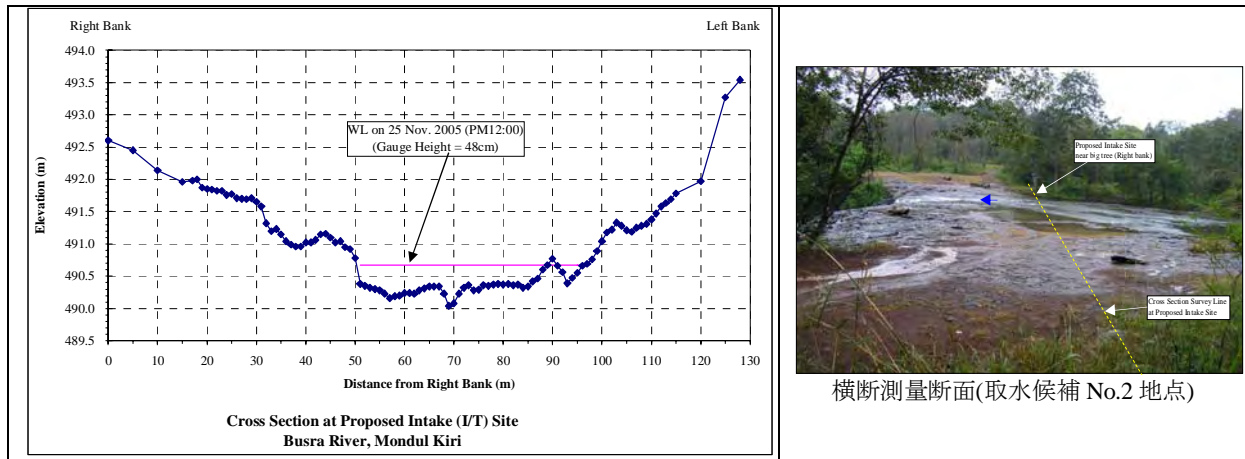 Right Bank
Left Bank
494.0
493.5
493.0
492.5
492.0
491.5
491.0
490.5
490.0
489.5
Elevation (m)
WL on 25 Nov. 2005 (PM12:00)
(Gauge Height = 48cm)
0 10 20 30 40 50 60 70 80 90 100 110 120 130
Distance from Right Bank (m)
Cross Section at Proposed Intake (I/T) Site
Busra River, Mondul Kiri
Proposed Intake Site
near big tree (Right bank)
Cross Section Survey Line
at Proposed Intake Site
横断測量断面(取水候補 No.2 地点)